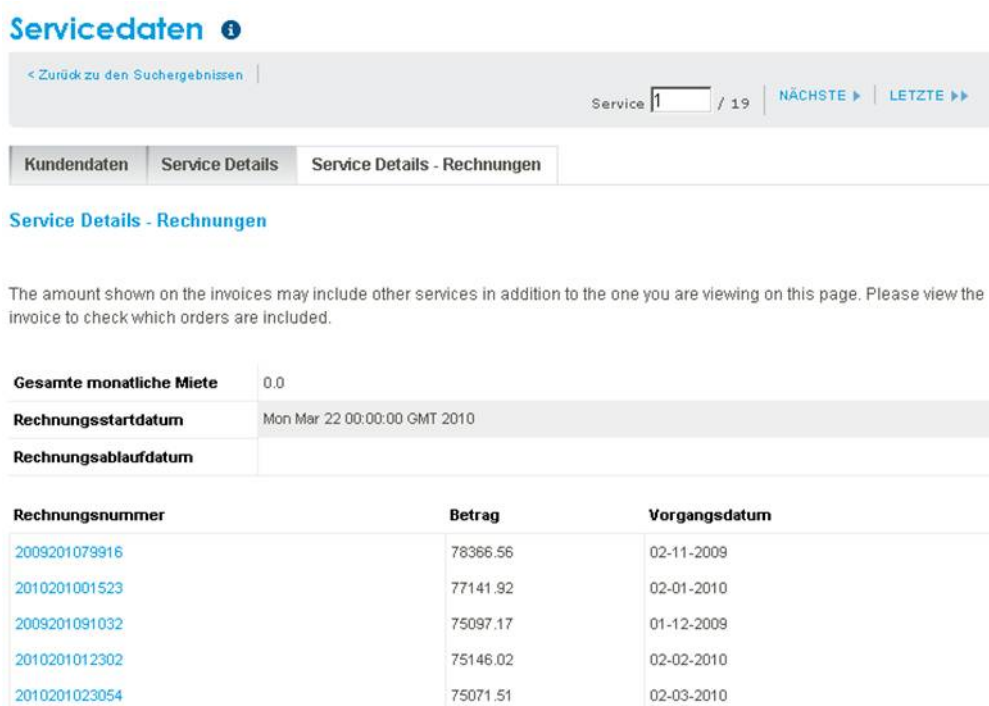 Servicedaten i
< Zurück zu den Suchergebnissen
Service 1 / 19 NÄCHSTE LETZTE
Kundendaten Service Details Service Details - Rechnungen
Service Details - Rechnungen
The amount shown on the invoices may include other services in addition to the one you are viewing on this page. Please view the
invoice to check which orders are included.
Gesamte monatliche Miete 0.0
Rechnungsstartdatum Mon Mar 22 00:00:00 GMT 2010
Rechnungsablaufdatum
Rechnungsnummer Betrag Vorgangsdatum
2009201079916 78366.56 02-11-2009
2010201001523 77141.92 02-01-2010
2009201091032 75097.17 01-12-2009
2010201012302 75146.02 02-02-2010
2010201023054 75071.51 02-03-2010